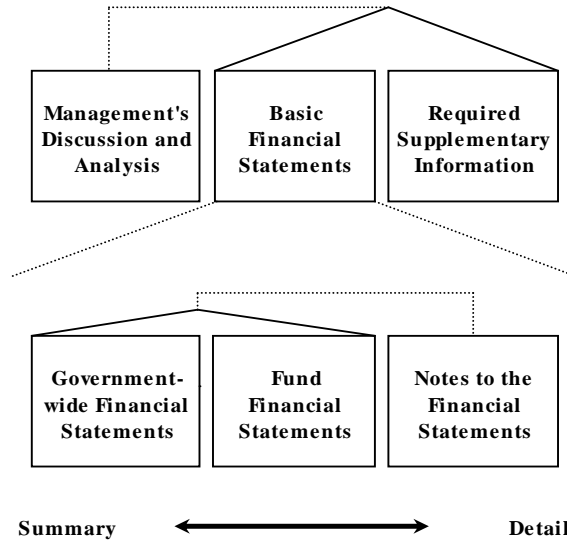 Management's
Discussion and
Analysis
Basic
Financial
Statements
Required
Supplementary
Information
Government-
wide Financial
Statements
Fund
Financial
Statements
Notes to the
Financial
Statements
Summary
Detail